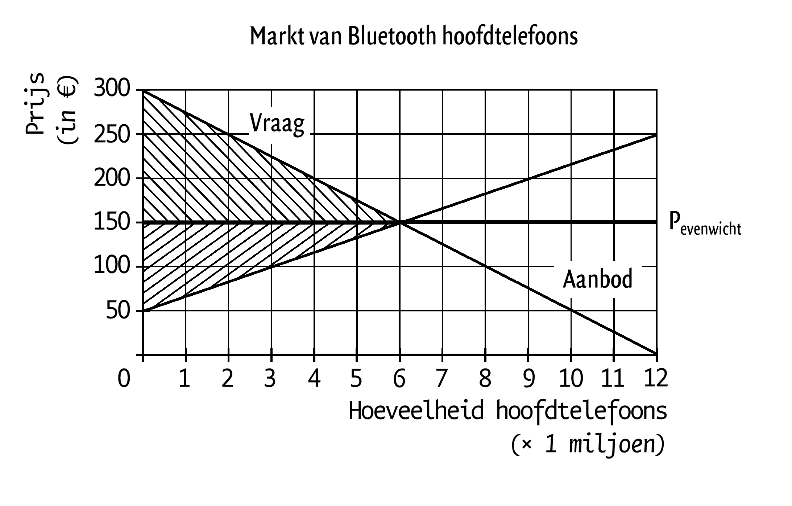 Markt van Bluetooth hoofdtelefoons
Prijs
(in €)
300
250
200
150
100
50
Vraag
Pevenwicht
Aanbod
0 1 2 3 4 5 6 7 8 9 10 11 12
Hoeveelheid hoofdtelefoons
(× 1 miljoen)